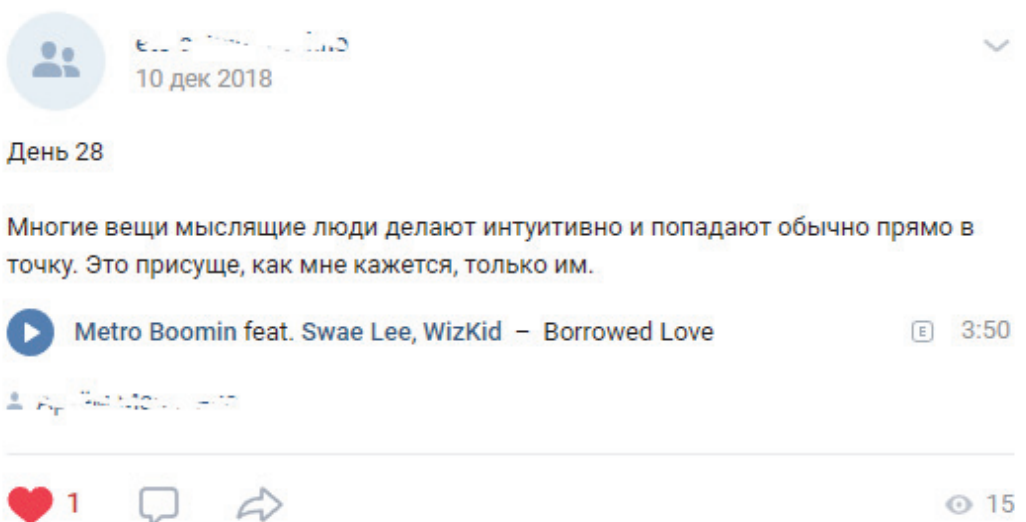 10 дек 2018
День 28
Многие вещи мыслящие люди делают интуитивно и попадают обычно прямо в
точку. Это присуще, как мне кажется, только им.
Metro Boomin feat. Swae Lee, WizKid – Borrowed Love E 3:50
1 15